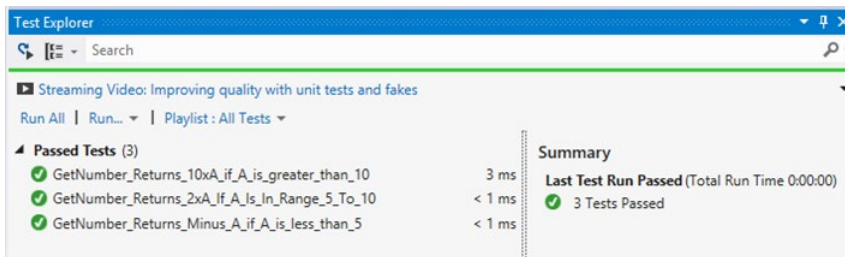 Test Explorer
Search
Streaming Video: Improving quality with unit tests and fakes
Run All | Run... | Playlist : All Tests
Passed Tests (3)
GetNumber_Returns_10xA_if_A_is_greater_than_10 3 ms
GetNumber_Returns_2xA_If_A_Is_In_Range_5_To_10 < 1 ms
GetNumber_Returns_Minus_A_if_A_is_less_than_5 < 1 ms
Summary
Last Test Run Passed (Total Run Time 0:00:00)
3 Tests Passed